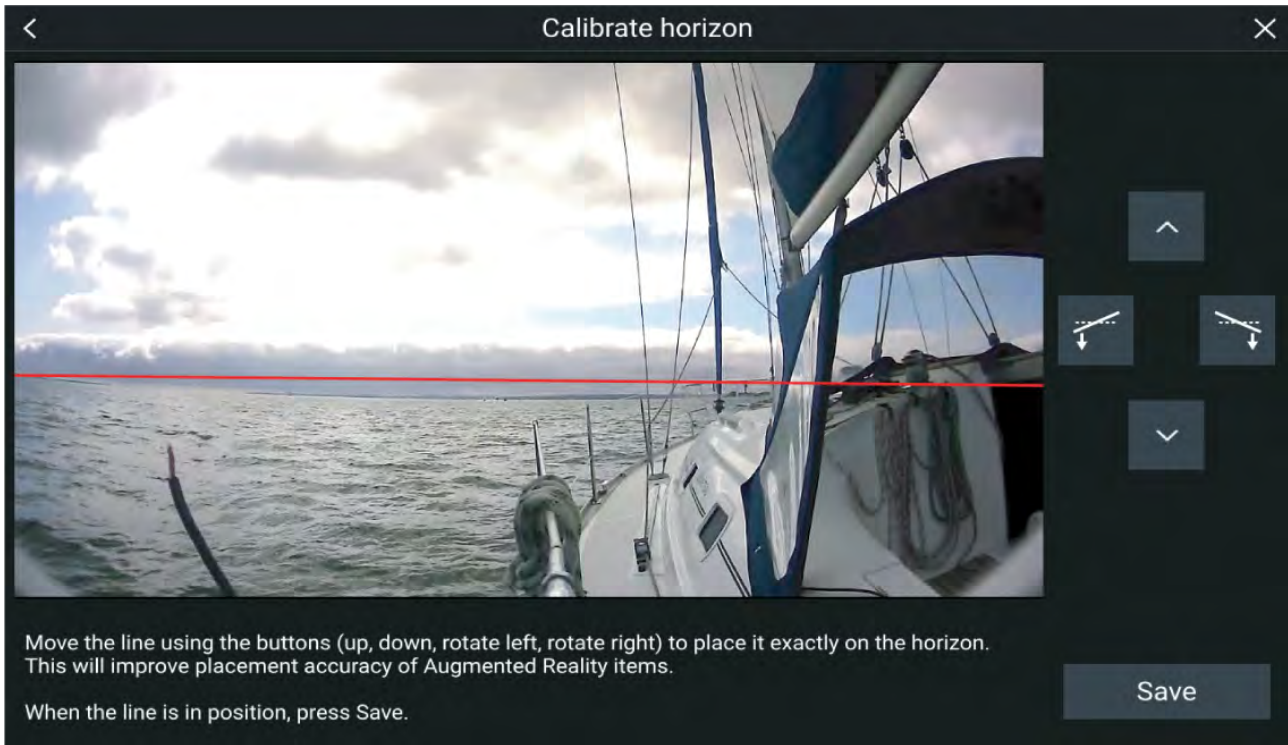 Calibrate horizon
Move the line using the buttons (up, down, rotate left, rotate right) to place it exactly on the horizon.
This will improve placement accuracy of Augmented Reality items.
When the line is in position, press Save.
Save